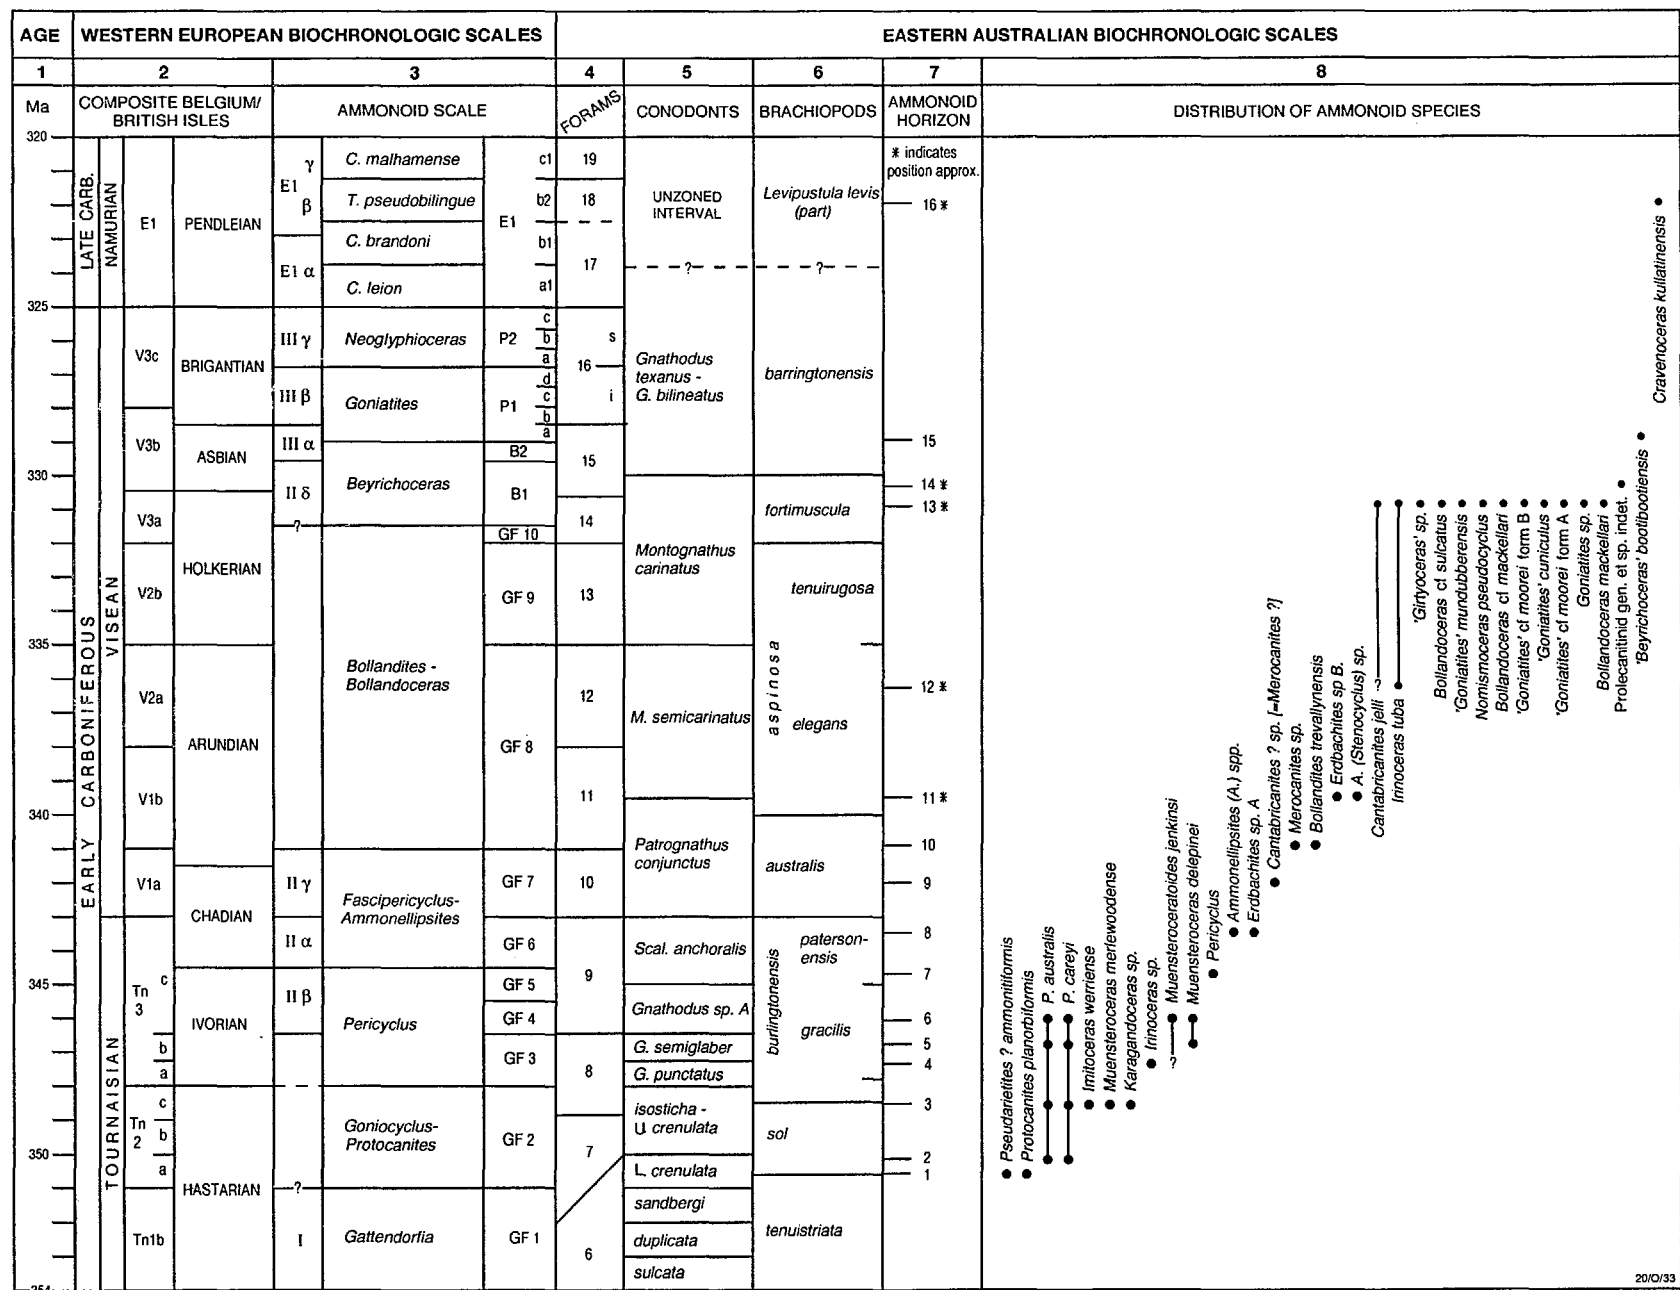 AGE
WESTERN EUROPEAN BIOCHRONOLOGIC SCALES
EASTERN AUSTRALIAN BIOCHRONOLOGIC SCALES
1
2
3
4
5
6
7
8
Ma
COMPOSITE BELGIUM/
BRITISH ISLES
AMMONOID SCALE
FORAMS
CONODONTS
BRACHIOPODS
AMMONOID
HORIZON
DISTRIBUTION OF AMMONOID SPECIES
320
325
330
335
340
345
350
LATE CARB.
EARLY CARBONIFEROUS
NAMURIAN
VISEAN
TOURNAISIAN
E1
V3c
V3b
V3a
V2b
V2a
V1b
V1a
Tn
3
c
b
a
Tn
2
c
b
a
Tn1b
PENDLEIAN
BRIGANTIAN
ASBIAN
HOLKERIAN
ARUNDIAN
CHADIAN
IVORIAN
HASTARIAN
γ
E1
β
E1 α
III γ
III β
III α
II δ
?
II γ
II α
II β
?
I
C. malhamense
T. pseudobilingue
C. brandoni
C. leion
Neoglyphioceras
Goniatites
Beyrichoceras
Bollandites -
Bollandoceras
Fascipericyclus-
Ammonellipsites
Pericyclus
Goniocyclus-
Protocanites
Gattendorfia
c1
b2
E1
b1
a1
c
P2 b
a
d
P1 c
b
a
B2
B1
GF 10
GF 9
GF 8
GF 7
GF 6
GF 5
GF 4
GF 3
GF 2
GF 1
19
18
17
s
16
i
15
14
13
12
11
10
9
8
7
6
UNZONED
INTERVAL
?
Gnathodus
texanus -
G. bilineatus
Montognathus
carinatus
M. semicarinatus
Patrognathus
conjunctus
Scal. anchoralis
Gnathodus sp. A
G. semiglaber
G. punctatus
isosticha -
U. crenulata
L. crenulata
sandbergi
duplicata
sulcata
Levipustula levis
(part)
?
barringtonensis
fortimuscula
tenuirugosa
aspinosa
elegans
australis
burlingtonensis
paterson-
ensis
gracilis
sol
tenuistriata
* indicates
position approx.
16 *
15
14 *
13 *
12 *
11 *
10
9
8
7
6
5
4
3
2
1
Pseudarietites ? ammonitiformis
Protocanites planorbiformis
P. australis
P. careyi
Imitoceras werriense
Muensteroceras merlewoodense
Karagandoceras sp.
Irinoceras sp.
? Muensteroceratoides jenkinsi
Muensteroceras delepinei
Pericyclus
Ammonellipsites (A.) spp.
Erdbachites sp. A
Cantabricanites ? sp. [=Merocanites ?]
Merocanites sp.
Bollandites trevallynensis
Erdbachites sp B.
A. (Stenocyclus) sp.
Cantabricanites jelli ?
Irinoceras tuba
'Girtyoceras' sp.
Bollandoceras cf sulcatus
'Goniatites' mundubberensis
Nomismoceras pseudocyclus
Bollandoceras cf mackellari
'Goniatites' cf moorei form B
'Goniatites' cuniculus
'Goniatites' cf moorei form A
Goniatites sp.
Bollandoceras mackellari
Prolecanitinid gen. et sp. indet.
'Beyrichoceras' bootibootiensis
Cravenoceras kullatinensis
20/O/33